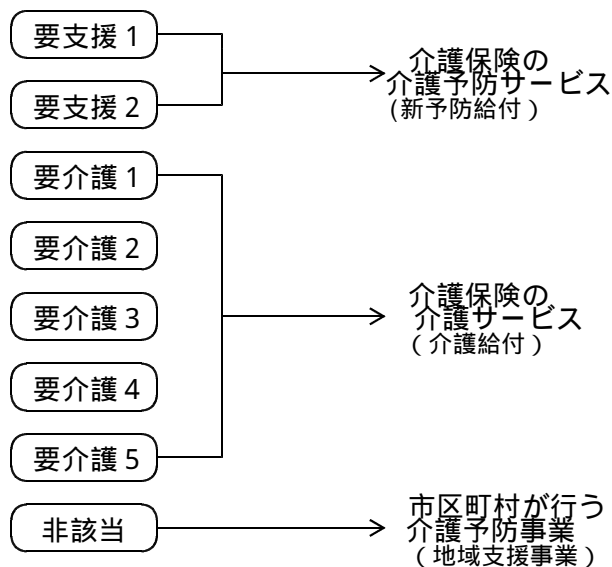 要支援1
要支援2
介護保険の
介護予防サービス
(新予防給付)
要介護1
要介護2
要介護3
要介護4
要介護5
介護保険の
介護サービス
(介護給付)
非該当
市区町村が行う
介護予防事業
(地域支援事業)